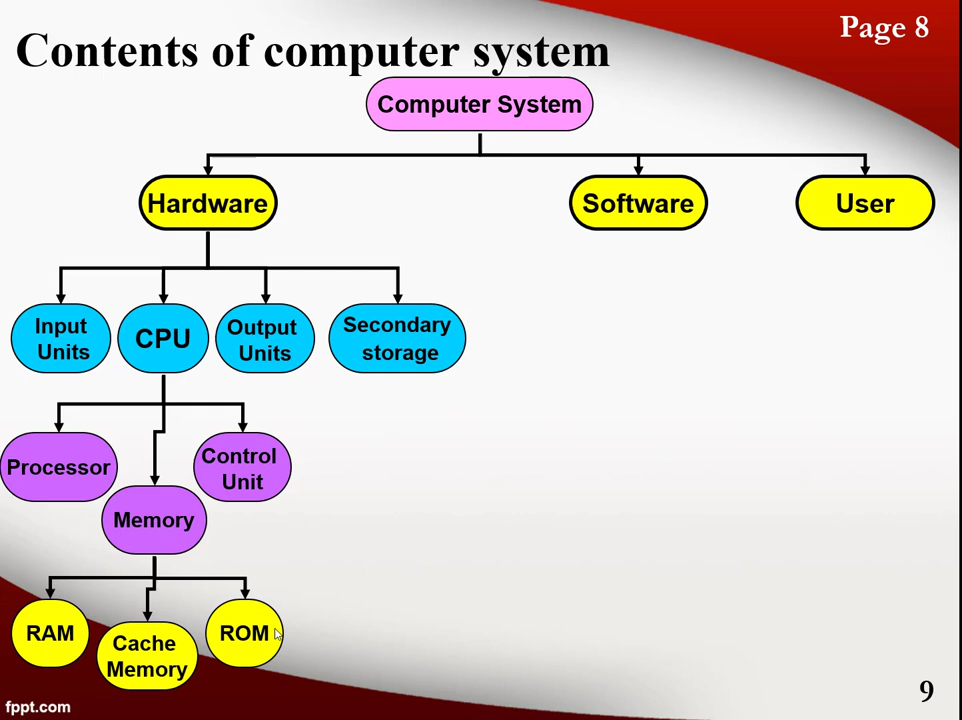 Page 8
Contents of computer system
Computer System
Hardware
Software
User
Input
Units
CPU
Output
Units
Secondary
storage
Processor
Control
Unit
Memory
RAM
Cache
Memory
ROM
9
fppt.com